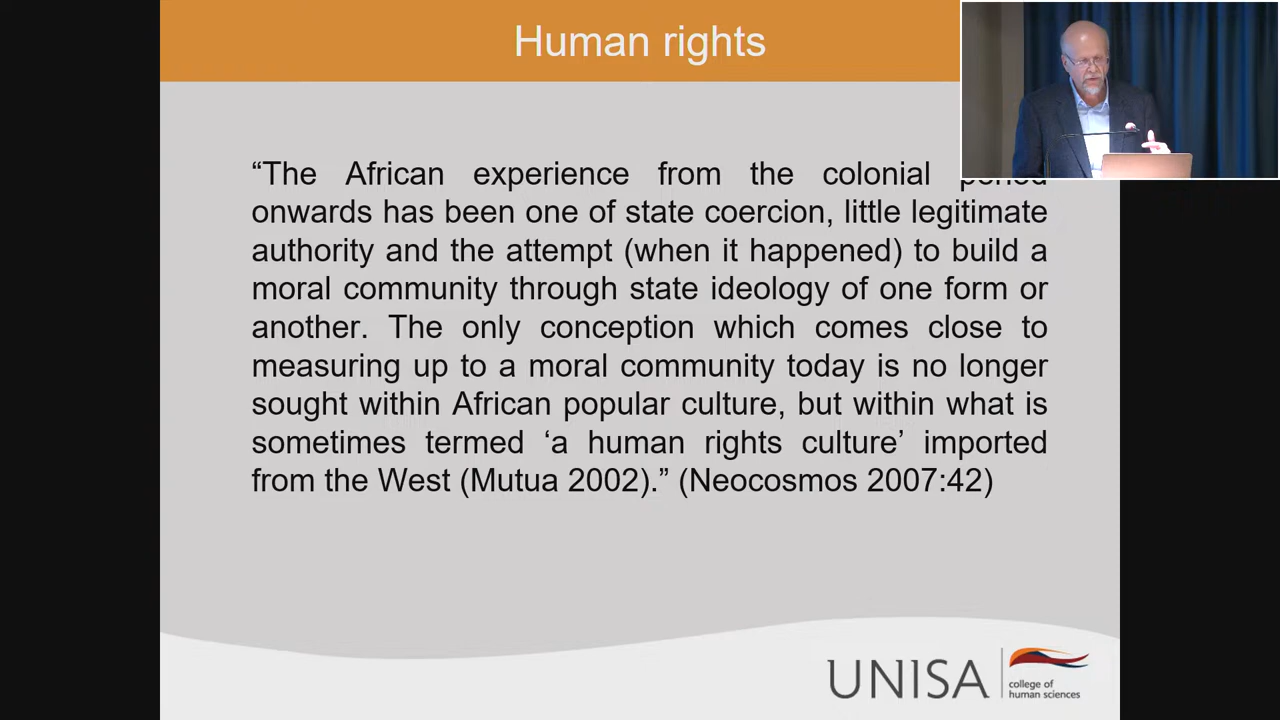 Human rights
“The African experience from the colonial period
onwards has been one of state coercion, little legitimate
authority and the attempt (when it happened) to build a
moral community through state ideology of one form or
another. The only conception which comes close to
measuring up to a moral community today is no longer
sought within African popular culture, but within what is
sometimes termed ‘a human rights culture’ imported
from the West (Mutua 2002).” (Neocosmos 2007:42)
UNISA
college of
human sciences